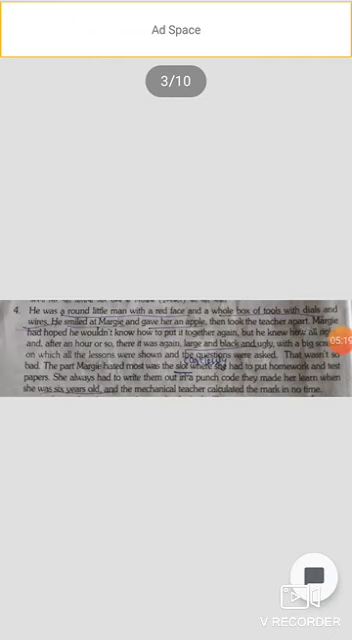 Ad Space
3/10
4. He was a round little man with a red face and a whole box of tools with dials and
wires. He smiled at Margie and gave her an apple, then took the teacher apart. Margie
had hoped he wouldn't know how to put it together again, but he knew how all
and, after an hour or so, there it was again, large and black and ugly, with a big
on which all the lessons were shown and the questions were asked. That wasn't so
bad. The part Margie hated most was the slot where she had to put homework and test
papers. She always had to write them out in a punch code they made her learn when
she was six years old, and the mechanical teacher calculated the mark in no time.
05:19
V RECORDER